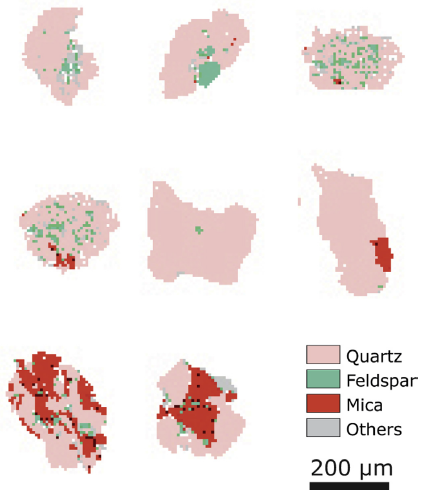 Quartz
Feldspar
Mica
Others
200 μm